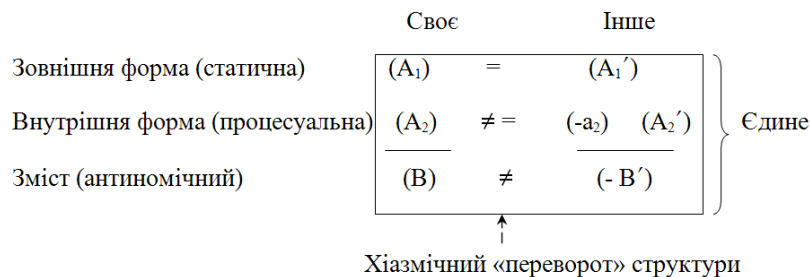 Своє Інше
Зовнішня форма (статична) (A₁) = (A₁´)
Внутрішня форма (процесуальна) (A₂) ≠ = (-a₂) (A₂´) Єдине
Зміст (антиномічний) (B) ≠ (- B´)
Хіазмічний «переворот» структури